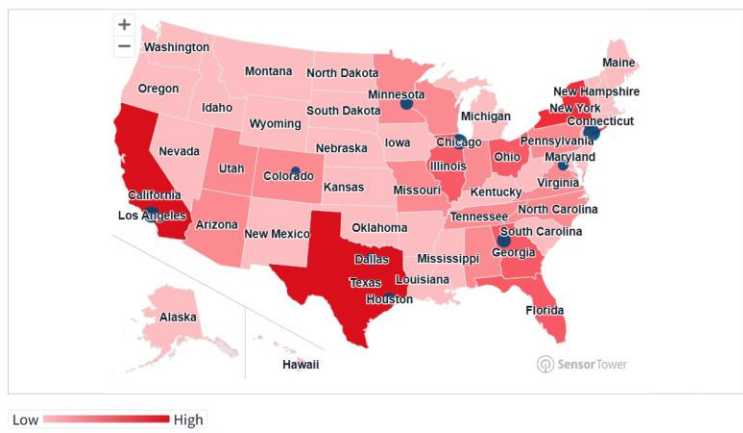 +
−
Washington
Maine
Montana
North Dakota
Oregon
Minnesota
New Hampshire
Idaho
South Dakota
New York
Wyoming
Michigan
Connecticut
Iowa
Chicago
Pennsylvania
Nebraska
Nevada
Illinois
Ohio
Maryland
Utah
Colorado
Kansas
Missouri
Kentucky
Virginia
California
North Carolina
Los Angeles
Tennessee
Arizona
Oklahoma
South Carolina
New Mexico
Georgia
Dallas
Mississippi
Texas
Louisiana
Houston
Florida
Alaska
Hawaii
SensorTower
Low High